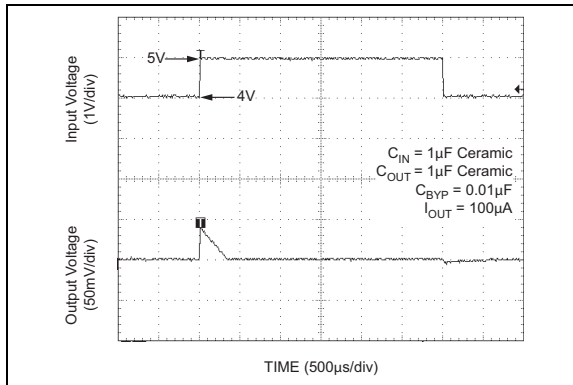 5V
4V
Input Voltage
(1V/div)
C_IN = 1µF Ceramic
C_OUT = 1µF Ceramic
C_BYP = 0.01µF
I_OUT = 100µA
T
Output Voltage
(50mV/div)
TIME (500µs/div)